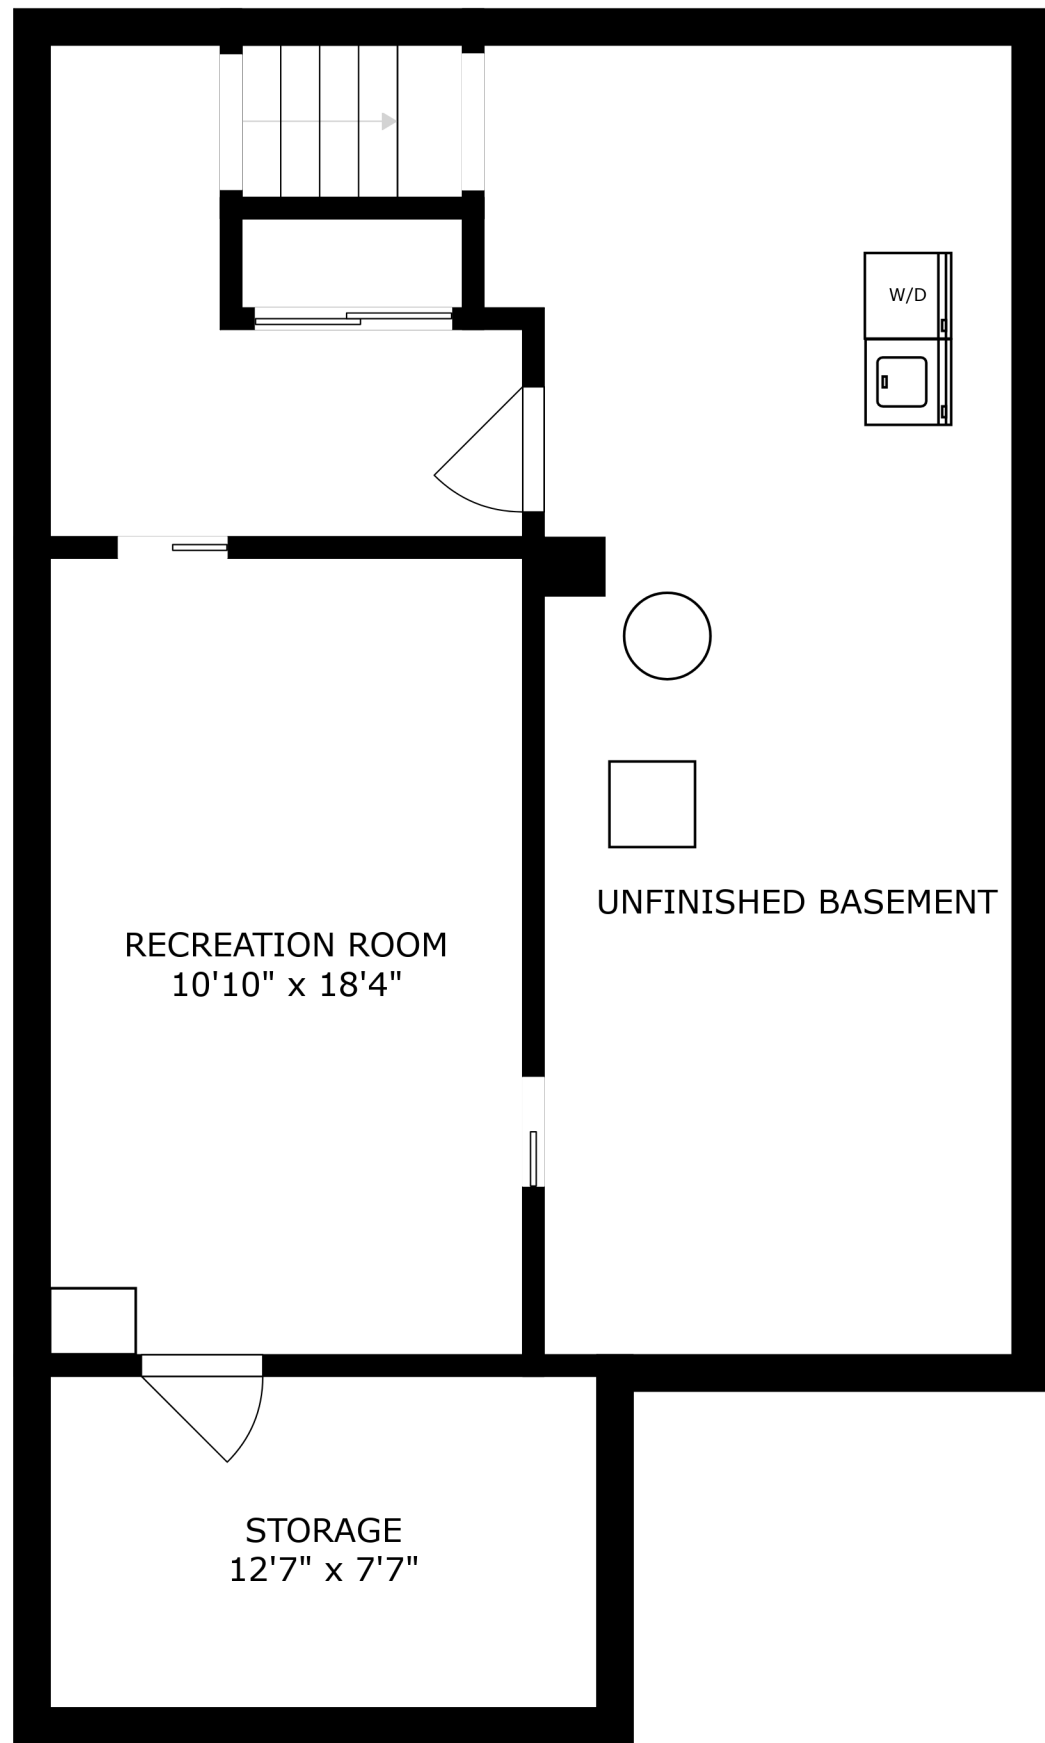 W/D
UNFINISHED BASEMENT
RECREATION ROOM
10'10" x 18'4"
STORAGE
12'7" x 7'7"